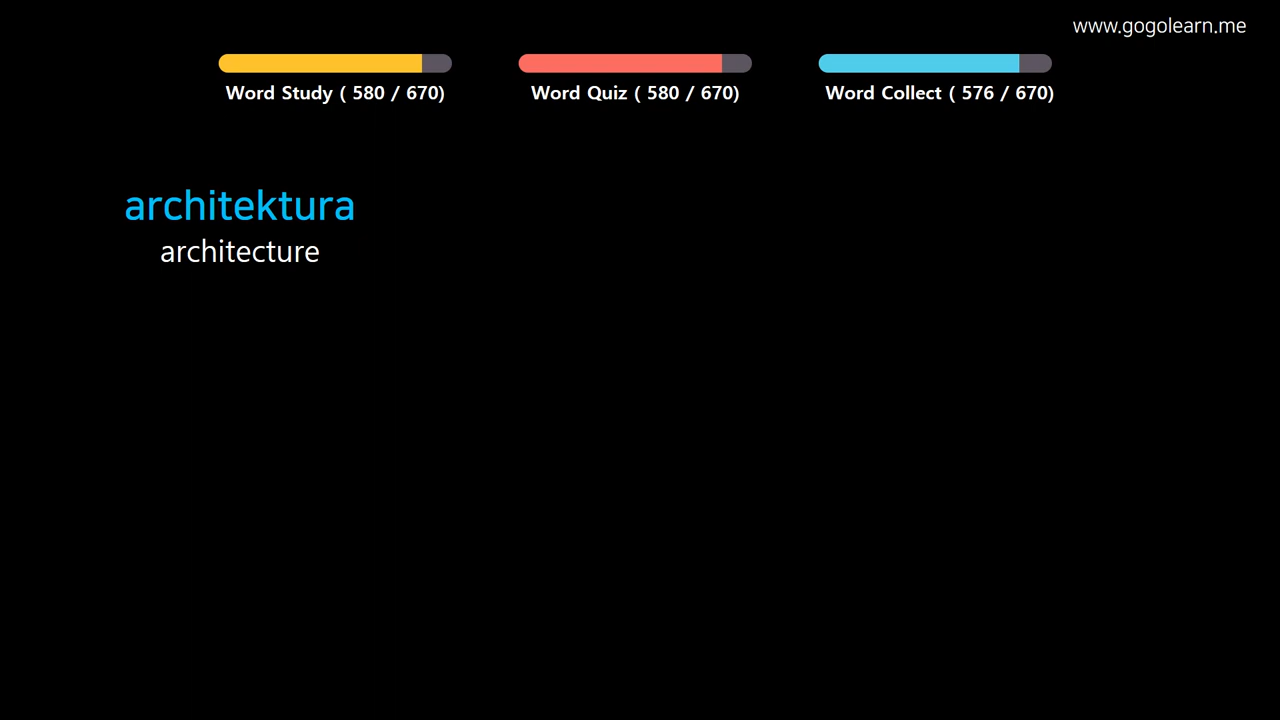 www.gogolearn.me
Word Study ( 580 / 670)
Word Quiz ( 580 / 670)
Word Collect ( 576 / 670)
architektura
architecture